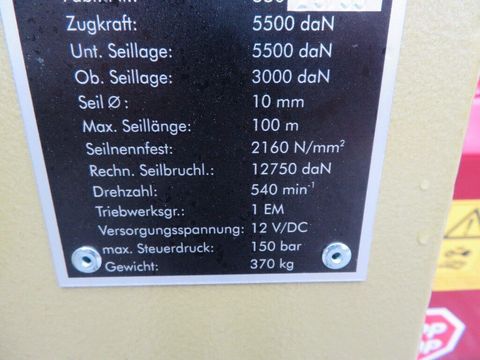 Zugkraft: 5500 daN
Unt. Seillage: 5500 daN
Ob. Seillage: 3000 daN
Seil Ø: 10 mm
Max. Seillänge: 100 m
Seilnennfest.: 2160 N/mm²
Rechn. Seilbruchl.: 12750 daN
Drehzahl: 540 min⁻¹
Triebwerksgr.: 1 EM
Versorgungsspannung: 12 V/DC
max. Steuerdruck: 150 bar
Gewicht: 370 kg